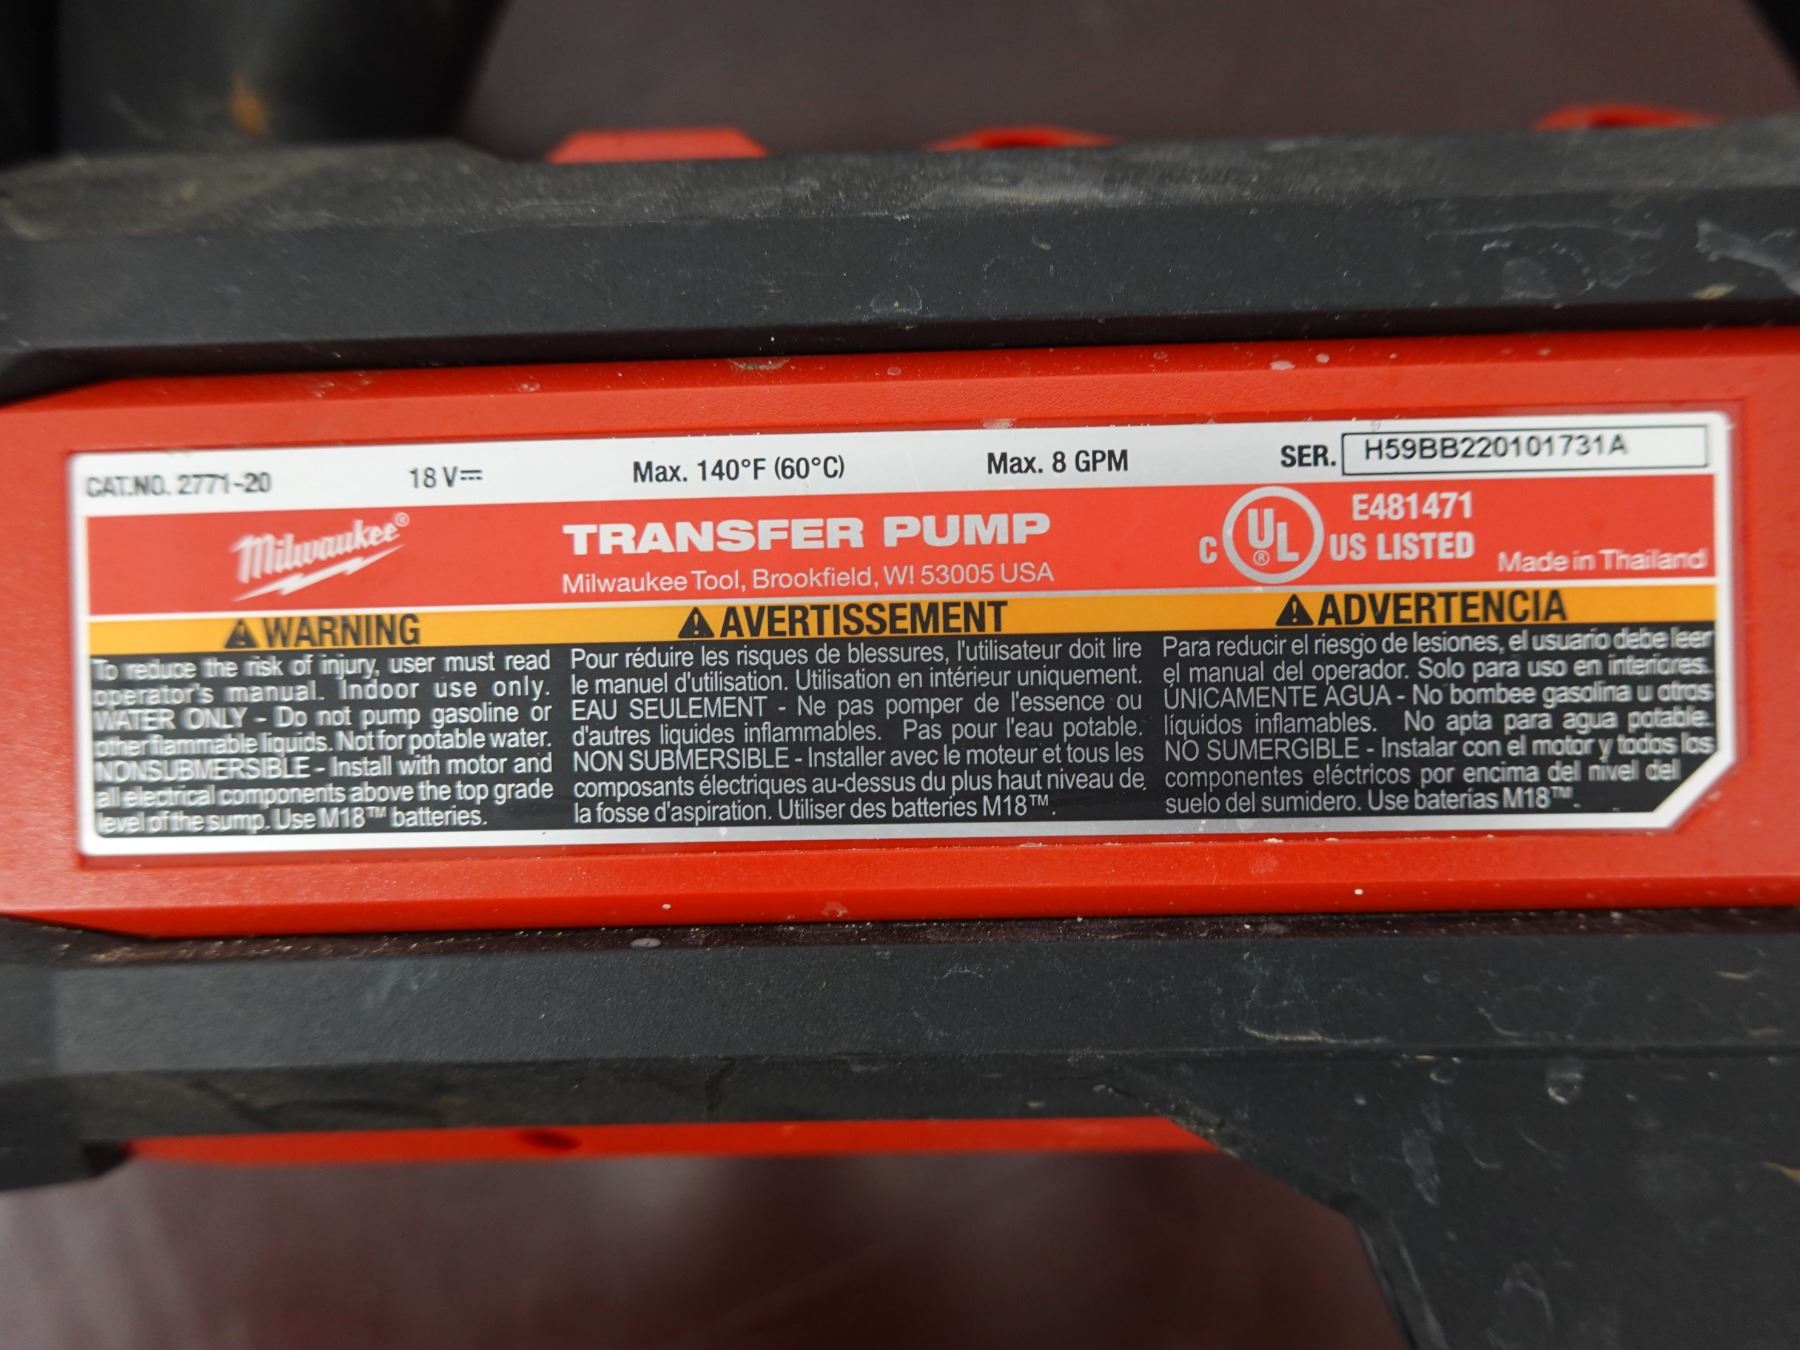 CAT.NO. 2771-20 18 V⎓ Max. 140°F (60°C) Max. 8 GPM SER. H59BB220101731A
Milwaukee®
TRANSFER PUMP
Milwaukee Tool, Brookfield, WI 53005 USA
C UL® US LISTED
E481471
Made in Thailand
⚠WARNING
To reduce the risk of injury, user must read
operator's manual. Indoor use only.
WATER ONLY - Do not pump gasoline or
other flammable liquids. Not for potable water.
NONSUBMERSIBLE - Install with motor and
all electrical components above the top grade
level of the sump. Use M18™ batteries.
⚠AVERTISSEMENT
Pour réduire les risques de blessures, l'utilisateur doit lire
le manuel d'utilisation. Utilisation en intérieur uniquement.
EAU SEULEMENT - Ne pas pomper de l'essence ou
d'autres liquides inflammables. Pas pour l'eau potable.
NON SUBMERSIBLE - Installer avec le moteur et tous les
composants électriques au-dessus du plus haut niveau de
la fosse d'aspiration. Utiliser des batteries M18™.
⚠ADVERTENCIA
Para reducir el riesgo de lesiones, el usuario debe leer
el manual del operador. Solo para uso en interiores.
ÚNICAMENTE AGUA - No bombee gasolina u otros
líquidos inflamables. No apta para agua potable.
NO SUMERGIBLE - Instalar con el motor y todos los
componentes eléctricos por encima del nivel del
suelo del sumidero. Use baterías M18™.